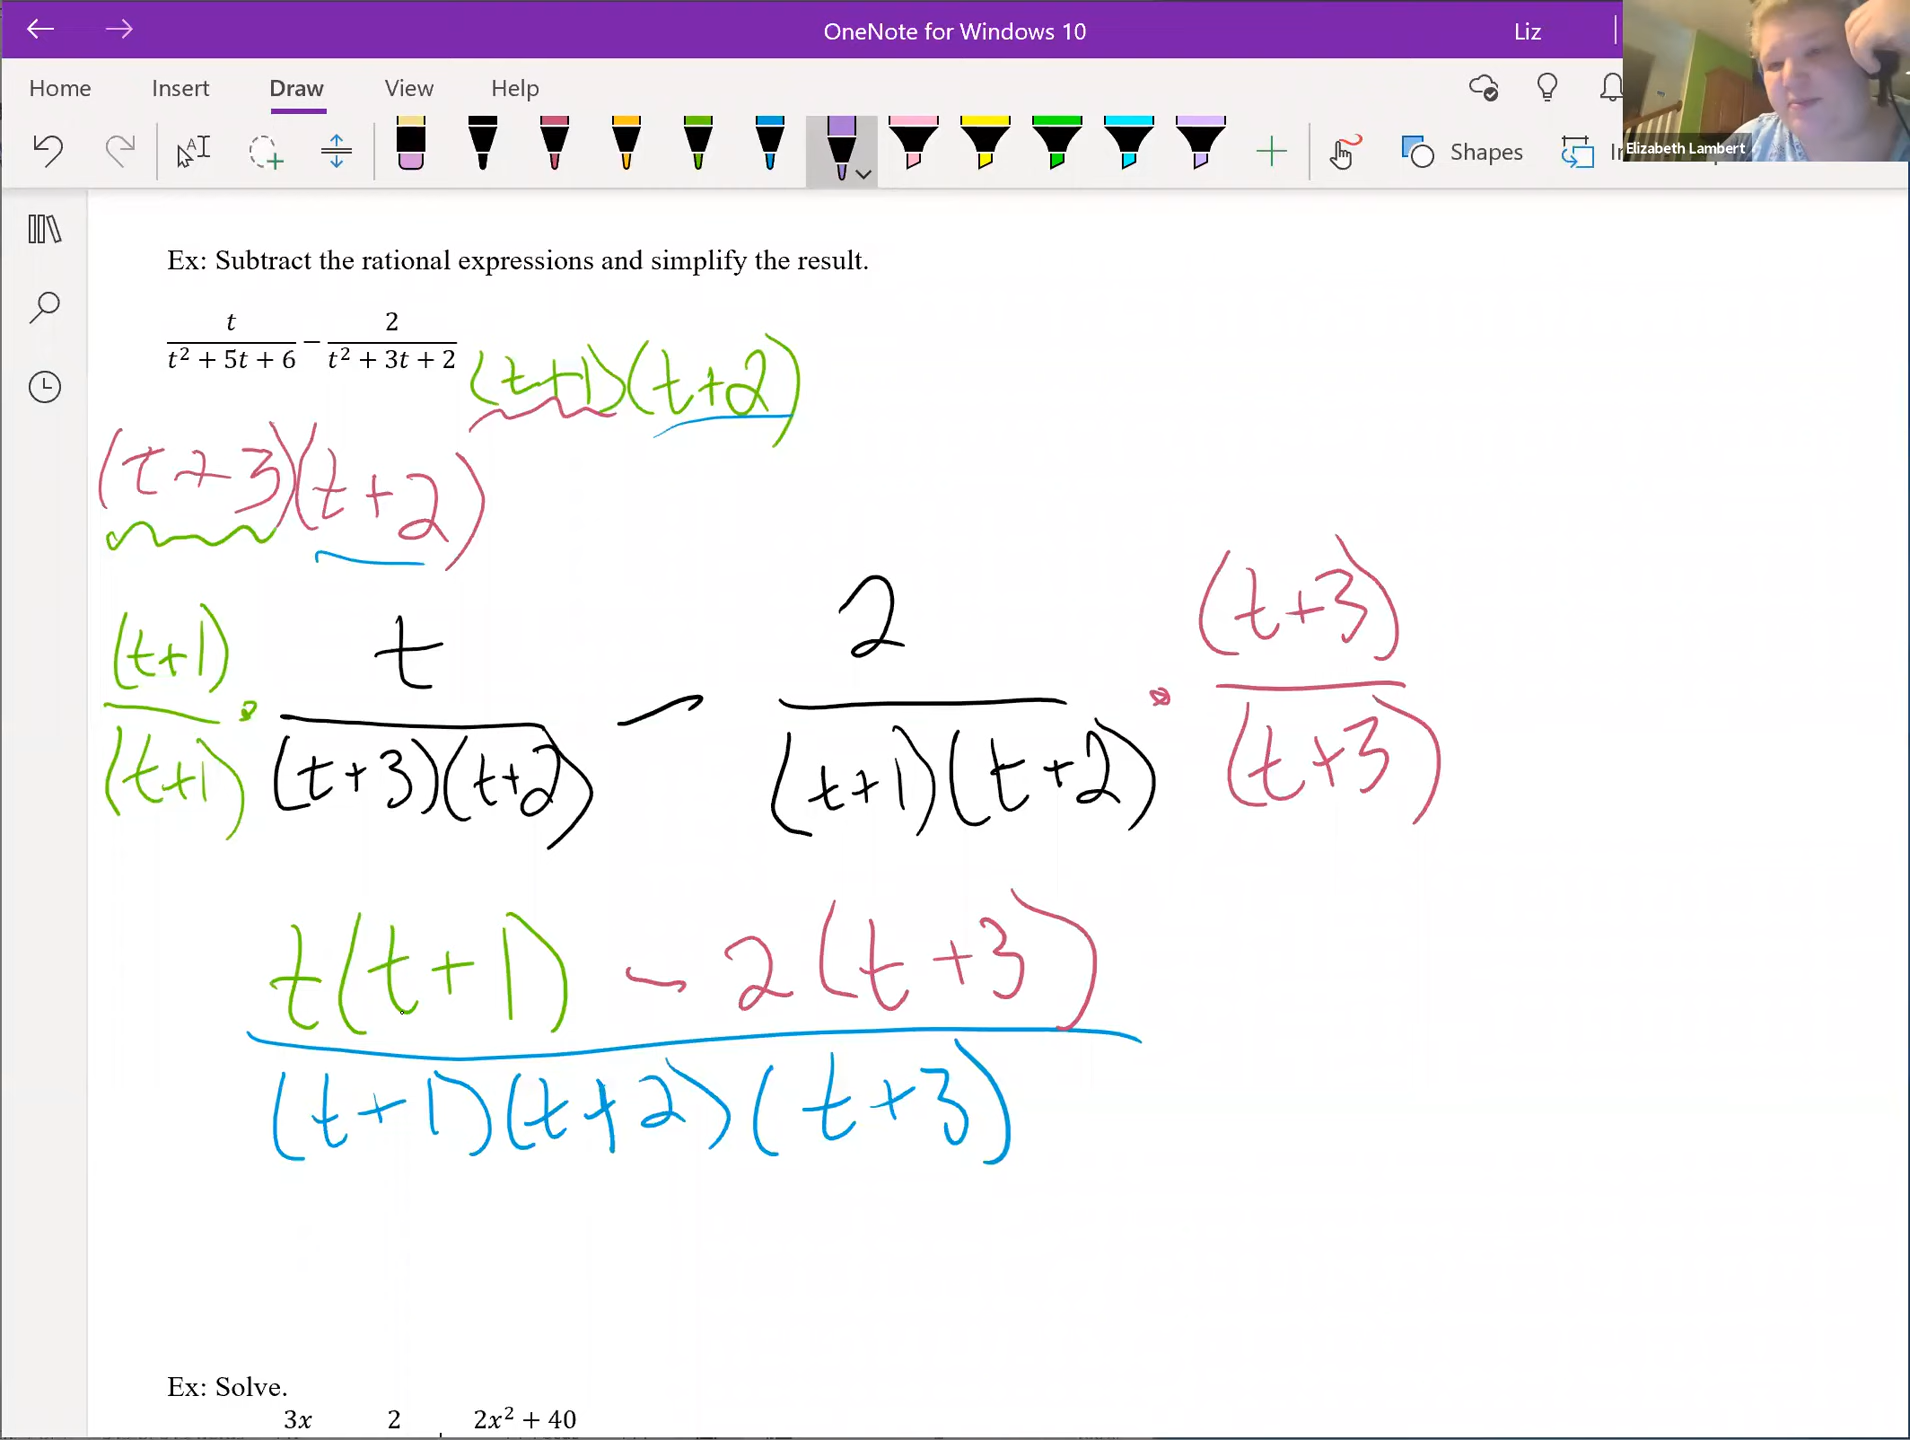 OneNote for Windows 10
Liz
Home Insert Draw View Help
Shapes
Elizabeth Lambert
Ex: Subtract the rational expressions and simplify the result.
t/(t² + 5t + 6) − 2/(t² + 3t + 2)
(t+1)(t+2)
(t+3)(t+2)
(t+1)/(t+1) · t/((t+3)(t+2)) − 2/((t+1)(t+2)) · (t+3)/(t+3)
t(t+1) − 2(t+3)
(t+1)(t+2)(t+3)
Ex: Solve.
3x 2 2x² + 40